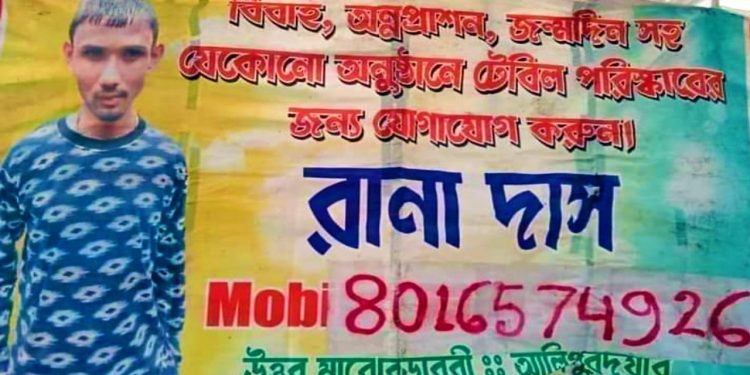 বিবাহ, অন্নপ্রাশন, জন্মদিন সহ
যেকোনো অনুষ্ঠানে টেবিল পরিস্কারের
জন্য যোগাযোগ করুন।
রানা দাস
Mobi 8016574926
উত্তর মাঝেরডাবরী ঃঃ আলিপুরদুয়ার